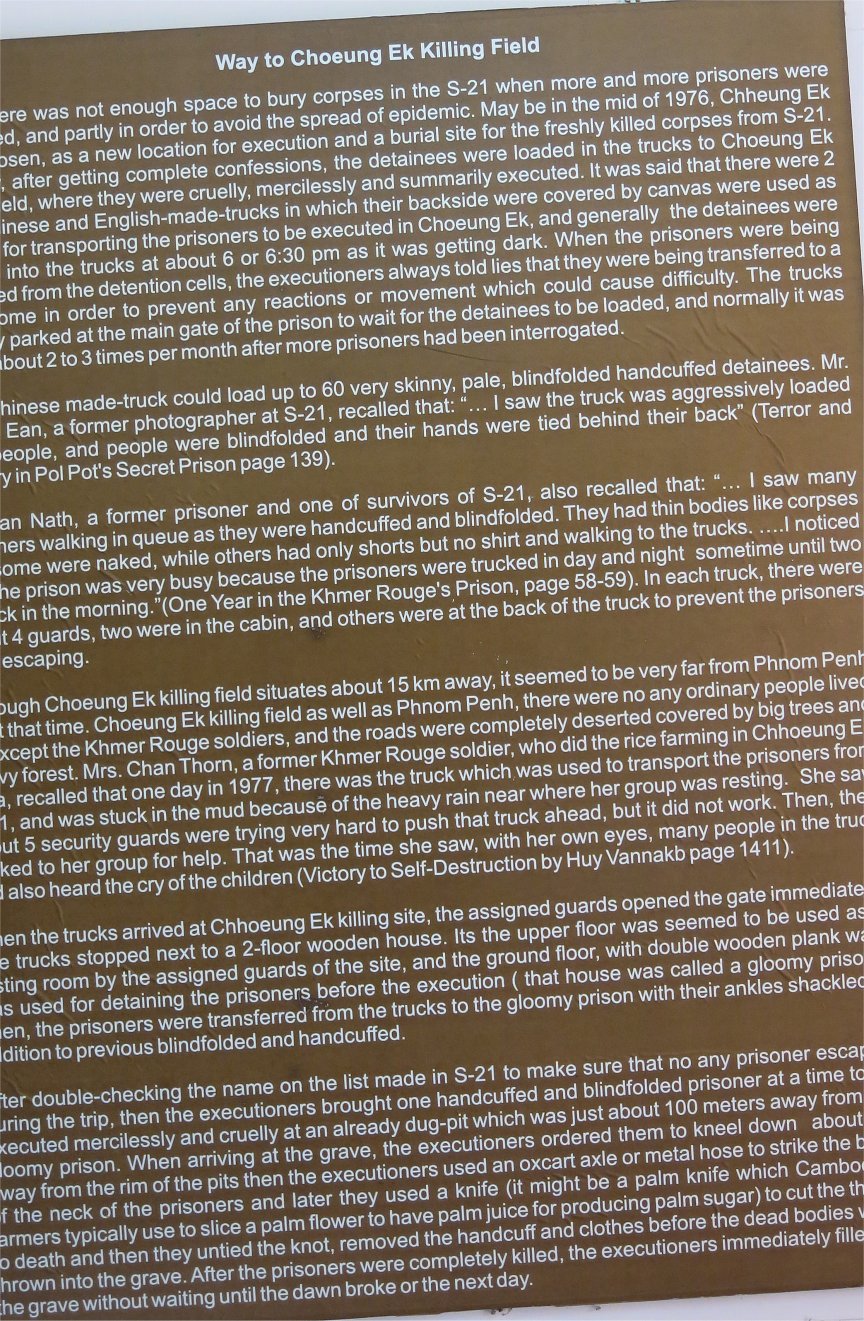 Way to Choeung Ek Killing Field
ere was not enough space to bury corpses in the S-21 when more and more prisoners were
ed, and partly in order to avoid the spread of epidemic. May be in the mid of 1976, Chheung Ek
osen, as a new location for execution and a burial site for the freshly killed corpses from S-21.
, after getting complete confessions, the detainees were loaded in the trucks to Choeung Ek
eld, where they were cruelly, mercilessly and summarily executed. It was said that there were 2
inese and English-made-trucks in which their backside were covered by canvas were used as
for transporting the prisoners to be executed in Choeung Ek, and generally the detainees were
into the trucks at about 6 or 6:30 pm as it was getting dark. When the prisoners were being
ed from the detention cells, the executioners always told lies that they were being transferred to a
ome in order to prevent any reactions or movement which could cause difficulty. The trucks
y parked at the main gate of the prison to wait for the detainees to be loaded, and normally it was
about 2 to 3 times per month after more prisoners had been interrogated.
hinese made-truck could load up to 60 very skinny, pale, blindfolded handcuffed detainees. Mr.
Ean, a former photographer at S-21, recalled that: “... I saw the truck was aggressively loaded
people, and people were blindfolded and their hands were tied behind their back” (Terror and
y in Pol Pot's Secret Prison page 139).
an Nath, a former prisoner and one of survivors of S-21, also recalled that: “... I saw many
ners walking in queue as they were handcuffed and blindfolded. They had thin bodies like corpses
ome were naked, while others had only shorts but no shirt and walking to the trucks. ....I noticed
he prison was very busy because the prisoners were trucked in day and night sometime until two
ck in the morning.”(One Year in the Khmer Rouge's Prison, page 58-59). In each truck, there were
t 4 guards, two were in the cabin, and others were at the back of the truck to prevent the prisoners
escaping.
ough Choeung Ek killing field situates about 15 km away, it seemed to be very far from Phnom Penh
t that time. Choeung Ek killing field as well as Phnom Penh, there were no any ordinary people lived
xcept the Khmer Rouge soldiers, and the roads were completely deserted covered by big trees and
vy forest. Mrs. Chan Thorn, a former Khmer Rouge soldier, who did the rice farming in Chhoeung E
a, recalled that one day in 1977, there was the truck which was used to transport the prisoners from
1, and was stuck in the mud because of the heavy rain near where her group was resting. She sa
out 5 security guards were trying very hard to push that truck ahead, but it did not work. Then, the
ked to her group for help. That was the time she saw, with her own eyes, many people in the truc
d also heard the cry of the children (Victory to Self-Destruction by Huy Vannakb page 1411).
hen the trucks arrived at Chhoeung Ek killing site, the assigned guards opened the gate immediate
e trucks stopped next to a 2-floor wooden house. Its the upper floor was seemed to be used as
sting room by the assigned guards of the site, and the ground floor, with double wooden plank wa
as used for detaining the prisoners before the execution ( that house was called a gloomy priso
hen, the prisoners were transferred from the trucks to the gloomy prison with their ankles shackled
ddition to previous blindfolded and handcuffed.
fter double-checking the name on the list made in S-21 to make sure that no any prisoner escap
uring the trip, then the executioners brought one handcuffed and blindfolded prisoner at a time to
xecuted mercilessly and cruelly at an already dug-pit which was just about 100 meters away from
loomy prison. When arriving at the grave, the executioners ordered them to kneel down about
way from the rim of the pits then the executioners used an oxcart axle or metal hose to strike the b
f the neck of the prisoners and later they used a knife (it might be a palm knife which Cambo
armers typically use to slice a palm flower to have palm juice for producing palm sugar) to cut the th
o death and then they untied the knot, removed the handcuff and clothes before the dead bodies w
hrown into the grave. After the prisoners were completely killed, the executioners immediately fille
he grave without waiting until the dawn broke or the next day.